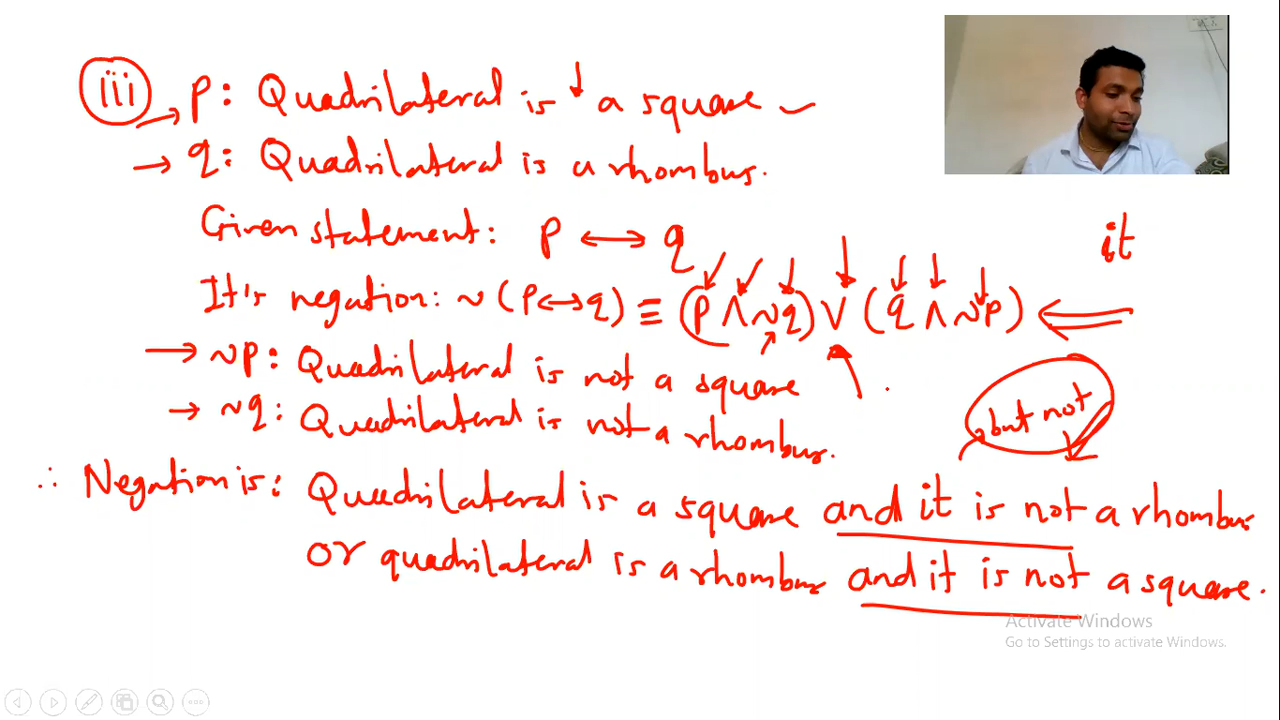 iii p: Quadrilateral is a square
q: Quadrilateral is a rhombus.
Given statement: p ↔ q
it
It's negation: ~ (p↔q) ≡ (p ∧ ~q) ∨ (q ∧ ~p)
~p: Quadrilateral is not a square
~q: Quadrilateral is not a rhombus.
but not
∴ Negation is: Quadrilateral is a square and it is not a rhombus
or quadrilateral is a rhombus and it is not a square.
Activate Windows
Go to Settings to activate Windows.